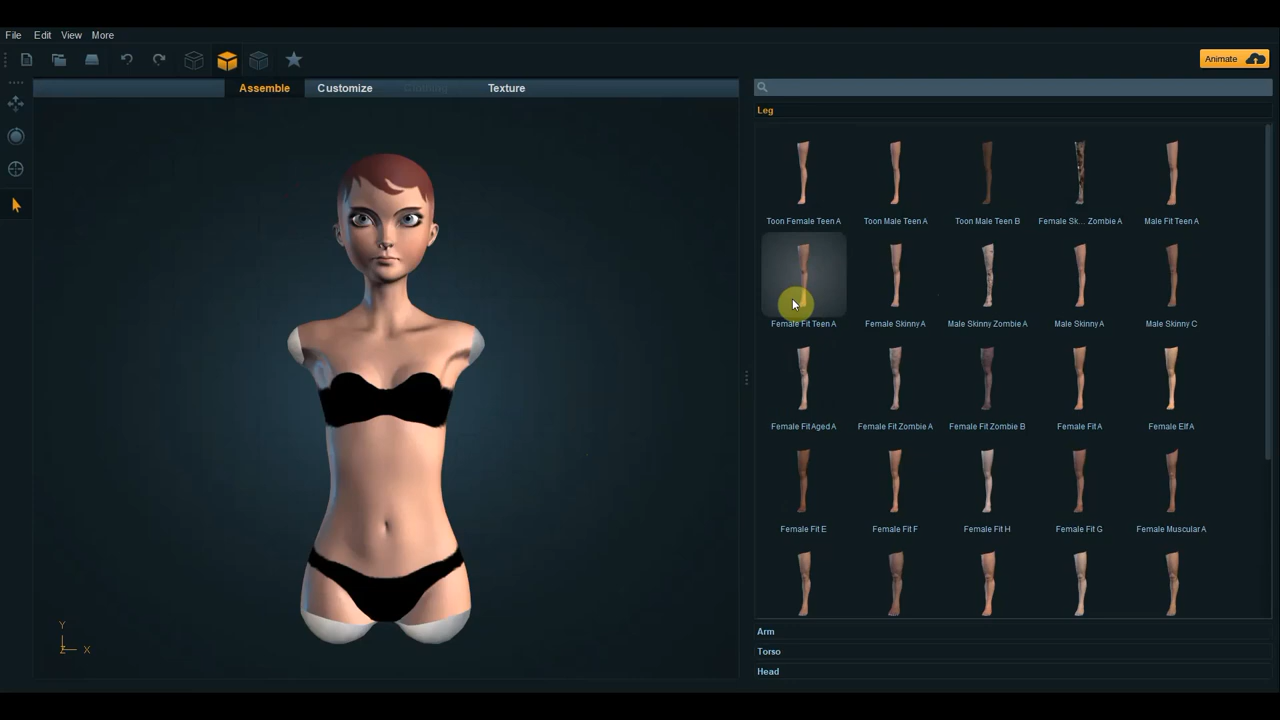 File Edit View More
Animate
Assemble Customize Clothing Texture
Leg
Toon Female Teen A Toon Male Teen A Toon Male Teen B Female Sk... Zombie A Male Fit Teen A
Female Fit Teen A Female Skinny A Male Skinny Zombie A Male Skinny A Male Skinny C
Female Fit Aged A Female Fit Zombie A Female Fit Zombie B Female Fit A Female Elf A
Female Fit E Female Fit F Female Fit H Female Fit G Female Muscular A
Arm
Torso
Head
Y
Z X